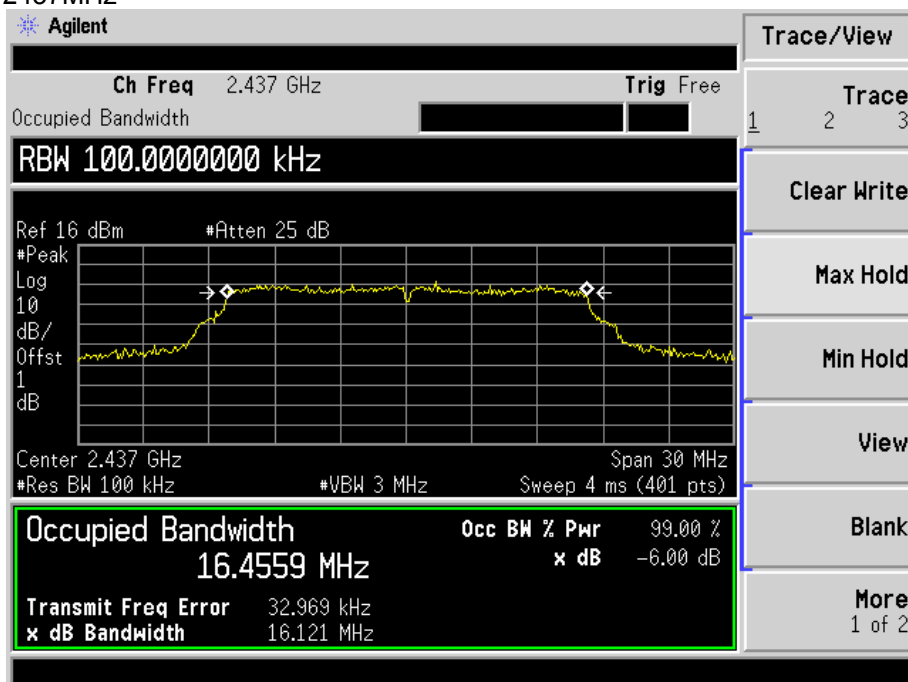 2437MHz
Agilent
Trace/View
Ch Freq 2.437 GHz Trig Free
Occupied Bandwidth
Trace
1 2 3
RBW 100.0000000 kHz
Clear Write
Ref 16 dBm #Atten 25 dB
#Peak
Log
10
dB/
Offst
1
dB
Max Hold
Min Hold
View
Center 2.437 GHz Span 30 MHz
#Res BW 100 kHz #VBW 3 MHz Sweep 4 ms (401 pts)
Occupied Bandwidth Occ BW % Pwr 99.00 %
16.4559 MHz x dB -6.00 dB
Blank
Transmit Freq Error 32.969 kHz
x dB Bandwidth 16.121 MHz
More
1 of 2